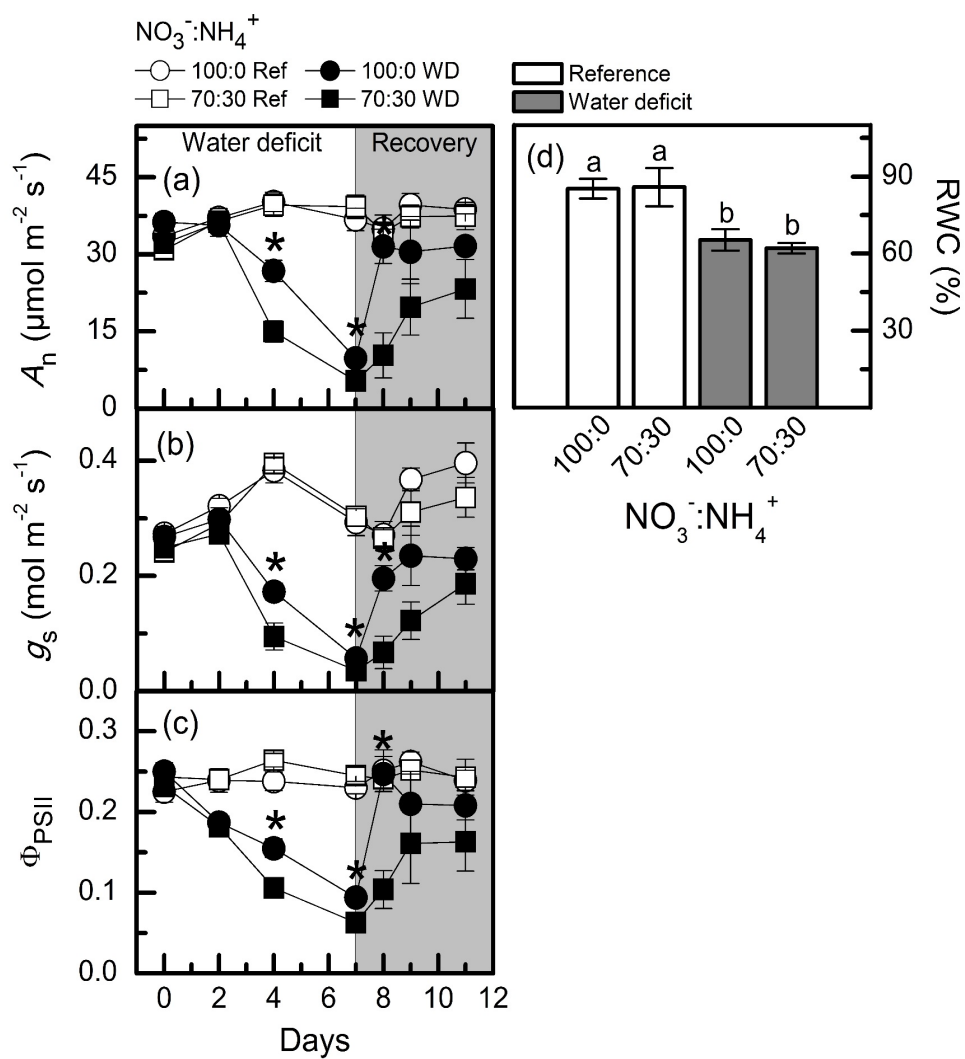 NO₃⁻:NH₄⁺
100:0 Ref 100:0 WD
70:30 Ref 70:30 WD
Reference
Water deficit
Water deficit Recovery
(a)
45
30
15
0
Aₙ (µmol m⁻² s⁻¹)
*
*
*
(b)
0.4
0.2
0.0
gₛ (mol m⁻² s⁻¹)
*
*
*
(c)
0.3
0.2
0.1
0.0
Φ_PSII
*
*
*
0 2 4 6 8 10 12
Days
(d)
a a b b
90
60
30
RWC (%)
100:0 70:30 100:0 70:30
NO₃⁻:NH₄⁺